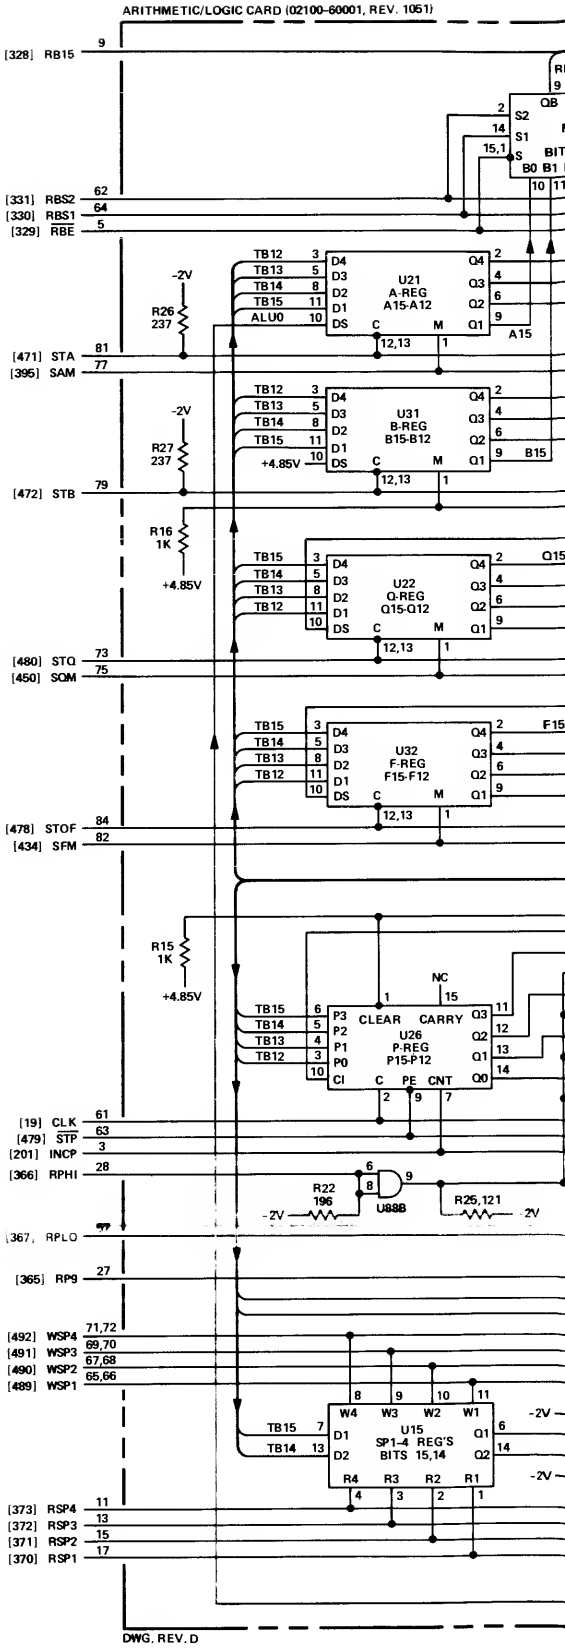 ARITHMETIC/LOGIC CARD (02100-60001, REV. 1051)
[328] RB15 9
9
QB
2 S2
14 S1
15,1 S
BIT
B0 B1
10 11
[331] RBS2 62
[330] RBS1 64
[329] RBE 5
-2V
R26
237
TB12 3 D4
TB13 5 D3
TB14 8 D2
TB15 11 D1
ALU0 10 DS
U21
A-REG
A15-A12
C M
12,13 1
Q4 2
Q3 4
Q2 6
Q1 9
A15
[471] STA 81
[395] SAM 77
-2V
R27
237
TB12 3 D4
TB13 5 D3
TB14 8 D2
TB15 11 D1
+4.85V 10 DS
U31
B-REG
B15-B12
C M
12,13 1
Q4 2
Q3 4
Q2 6
Q1 9
B15
[472] STB 79
R16
1K
+4.85V
TB15 3 D4
TB14 5 D3
TB13 8 D2
TB12 11 D1
10 DS
U22
Q-REG
Q15-Q12
C M
12,13 1
Q4 2 Q15
Q3 4
Q2 6
Q1 9
[480] STQ 73
[450] SQM 75
TB15 3 D4
TB14 5 D3
TB13 8 D2
TB12 11 D1
10 DS
U32
F-REG
F15-F12
C M
12,13 1
Q4 2 F15
Q3 4
Q2 6
Q1 9
[478] STOF 84
[434] SFM 82
R15
1K
+4.85V
NC
1 15
CLEAR CARRY
TB15 6 P3
TB14 5 P2
TB13 4 P1
TB12 3 P0
10 CI
U26
P-REG
P15-P12
C PE CNT
2 9 7
Q3 11
Q2 12
Q1 13
Q0 14
[19] CLK 61
[479] STP 63
[201] INCP 3
[366] RPHI 28
6
8
9
U88B
R22
196
-2V
R25,121
-2V
[367] RPLO
[365] RP9 27
[492] WSP4 71,72
[491] WSP3 69,70
[490] WSP2 67,68
[489] WSP1 65,66
8 9 10 11
W4 W3 W2 W1
TB15 7 D1
TB14 13 D2
U15
SP1-4 REG'S
BITS 15,14
Q1 6
Q2 14
R4 R3 R2 R1
4 3 2 1
-2V
-2V
[373] RSP4 11
[372] RSP3 13
[371] RSP2 15
[370] RSP1 17
DWG. REV. D